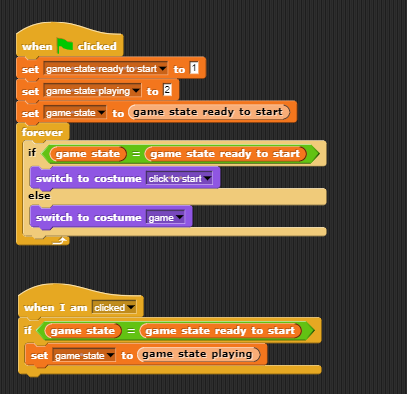 when clicked
set game state ready to start to 1
set game state playing to 2
set game state to game state ready to start
forever
if game state = game state ready to start
switch to costume click to start
else
switch to costume game
when I am clicked
if game state = game state ready to start
set game state to game state playing